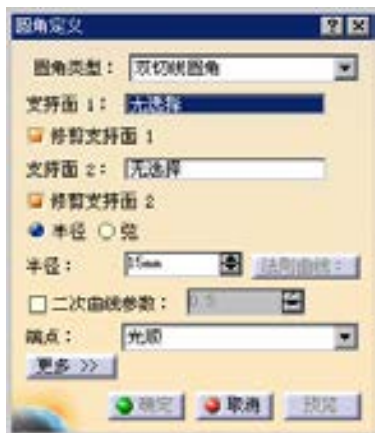 圆角定义
圆角类型： 双切线圆角
支持面 1： 无选择
修剪支持面 1
支持面 2： 无选择
修剪支持面 2
半径 弦
半径： 15mm 法则曲线...
二次曲线参数： 0.5
端点： 光顺
更多 >>
确定 取消 预览